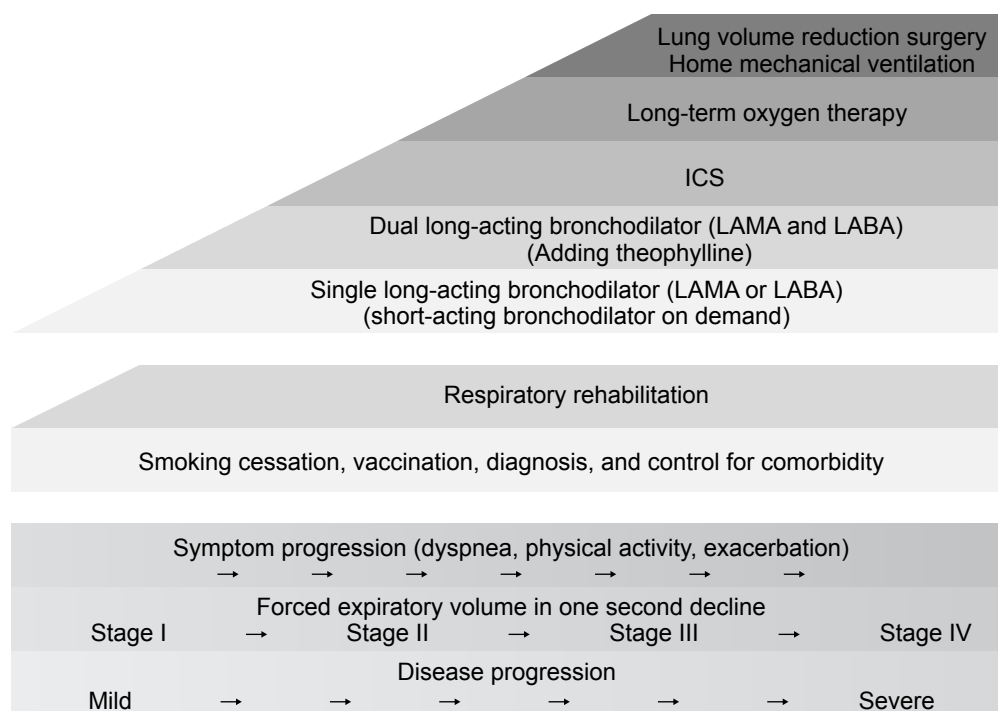 Lung volume reduction surgery
Home mechanical ventilation
Long-term oxygen therapy
ICS
Dual long-acting bronchodilator (LAMA and LABA)
(Adding theophylline)
Single long-acting bronchodilator (LAMA or LABA)
(short-acting bronchodilator on demand)
Respiratory rehabilitation
Smoking cessation, vaccination, diagnosis, and control for comorbidity
Symptom progression (dyspnea, physical activity, exacerbation)
→ → → → → → →
Forced expiratory volume in one second decline
Stage I → Stage II → Stage III → Stage IV
Disease progression
Mild → → → → → → Severe